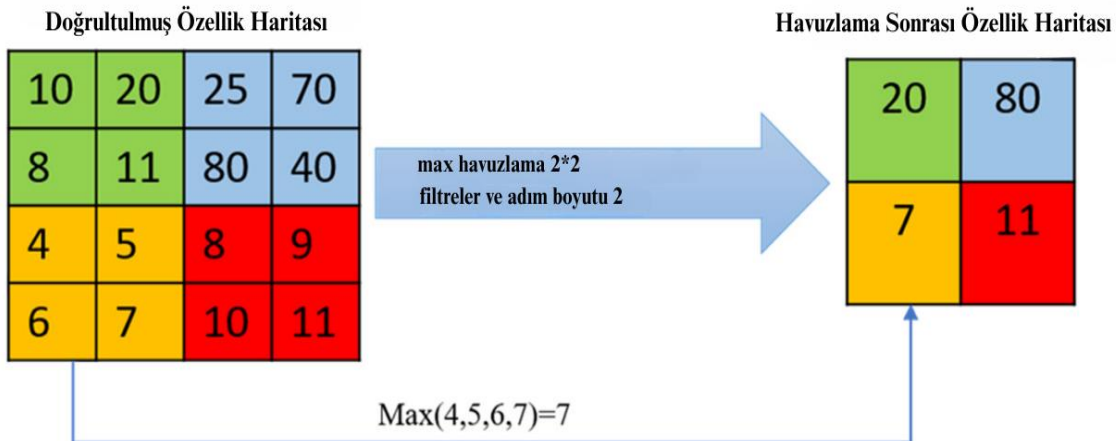 Doğrultulmuş Özellik Haritası
Havuzlama Sonrası Özellik Haritası
10 20 25 70
8 11 80 40
4 5 8 9
6 7 10 11
max havuzlama 2*2
filtreler ve adım boyutu 2
20 80
7 11
Max(4,5,6,7)=7